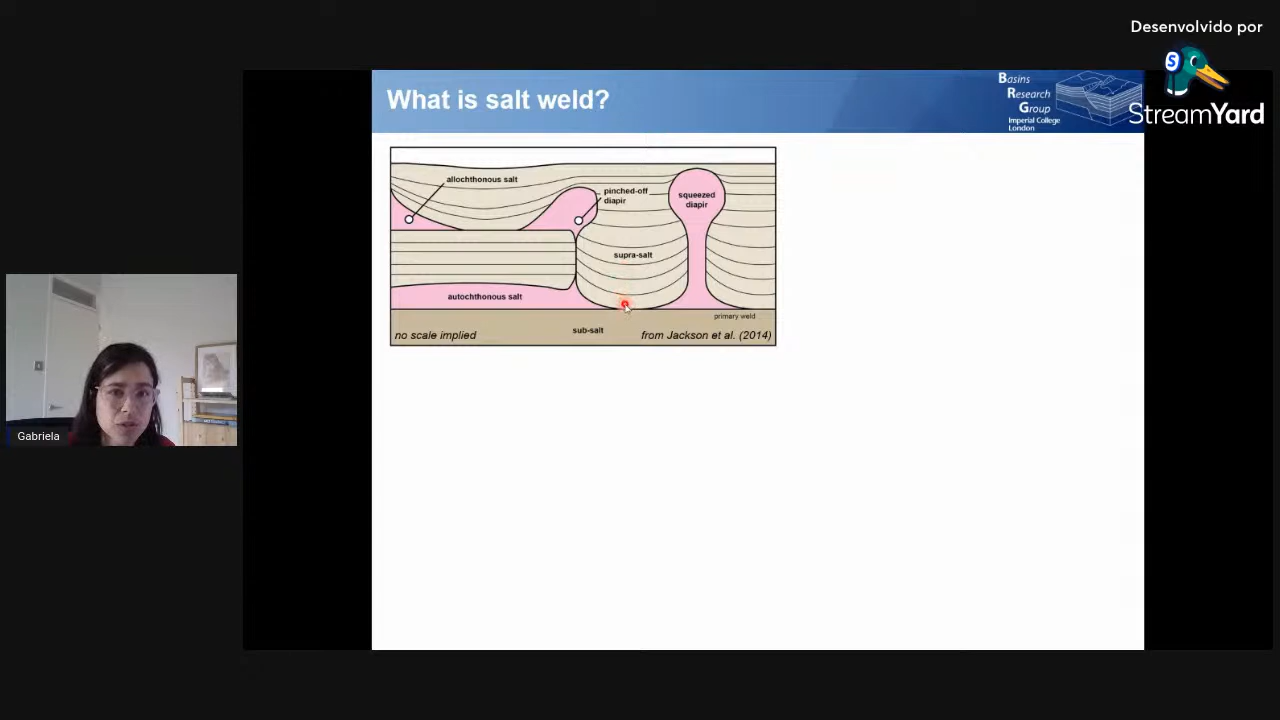 Desenvolvido por
StreamYard
What is salt weld?
Basins
Research
Group
Imperial College
London
allochthonous salt
pinched-off
diapir
squeezed
diapir
supra-salt
autochthonous salt
primary weld
sub-salt
no scale implied
from Jackson et al. (2014)
Gabriela
S